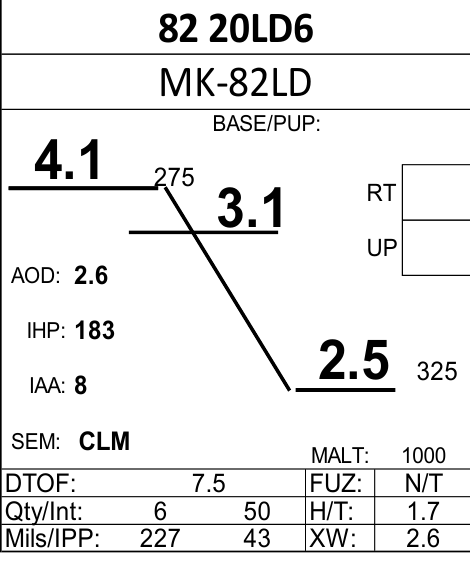 82 20LD6
MK-82LD
BASE/PUP:
4.1
275
3.1
RT
UP
AOD: 2.6
IHP: 183
IAA: 8
2.5 325
SEM: CLM
MALT: 1000
DTOF: 7.5 FUZ: N/T
Qty/Int: 6 50 H/T: 1.7
Mils/IPP: 227 43 XW: 2.6